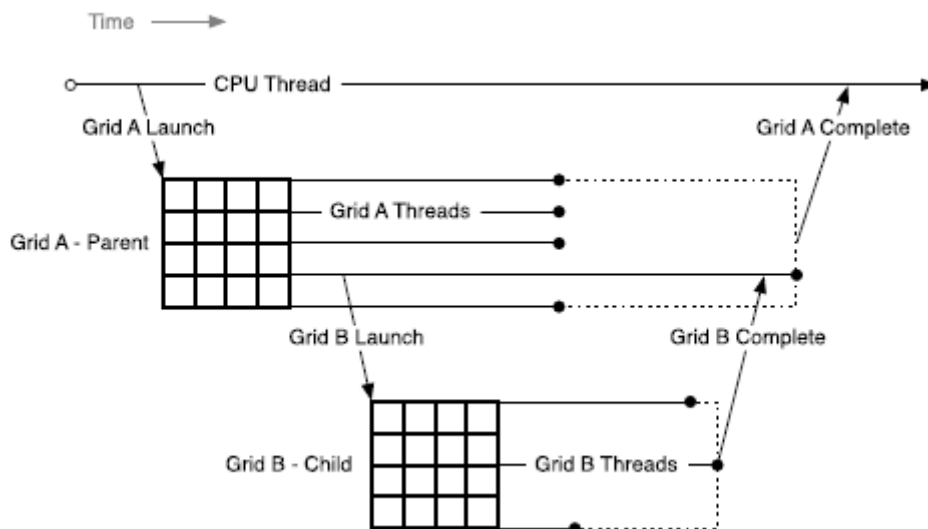 Time
CPU Thread
Grid A Launch
Grid A Complete
Grid A Threads
Grid A - Parent
Grid B Launch
Grid B Complete
Grid B - Child
Grid B Threads